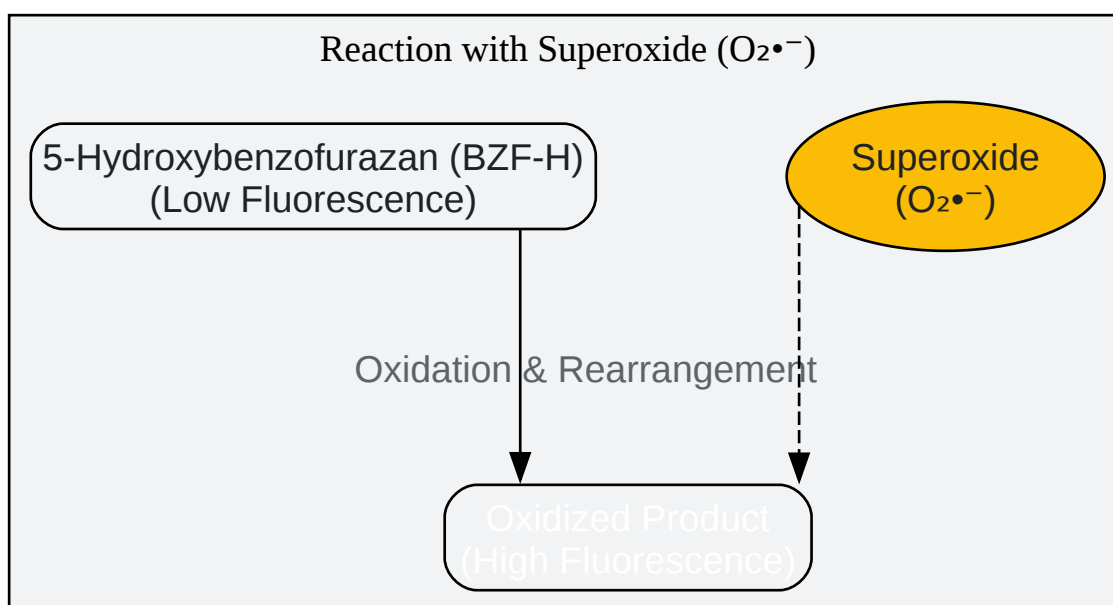 Reaction with Superoxide (O₂•⁻)
5-Hydroxybenzofurazan (BZF-H)
(Low Fluorescence)
Superoxide
(O₂•⁻)
Oxidation & Rearrangement
Oxidized Product
(High Fluorescence)